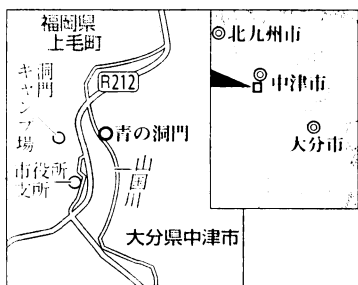 福岡県
上毛町
R212
洞門
キャンプ場
青の洞門
市役所
支所
山国川
大分県中津市
北九州市
中津市
大分市